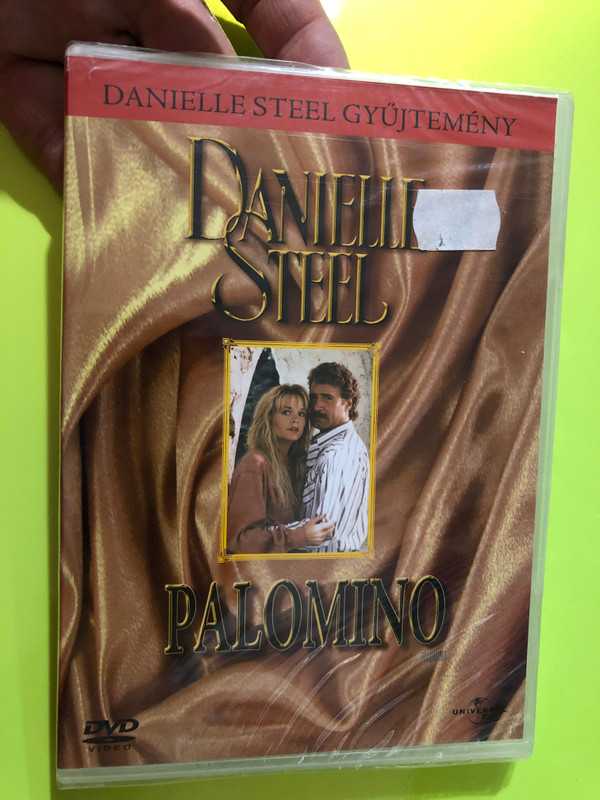 DANIELLE STEEL GYŰJTEMÉNY
DANIELLE
STEEL
PALOMINO
DVD
VIDEO
UNIVERSAL